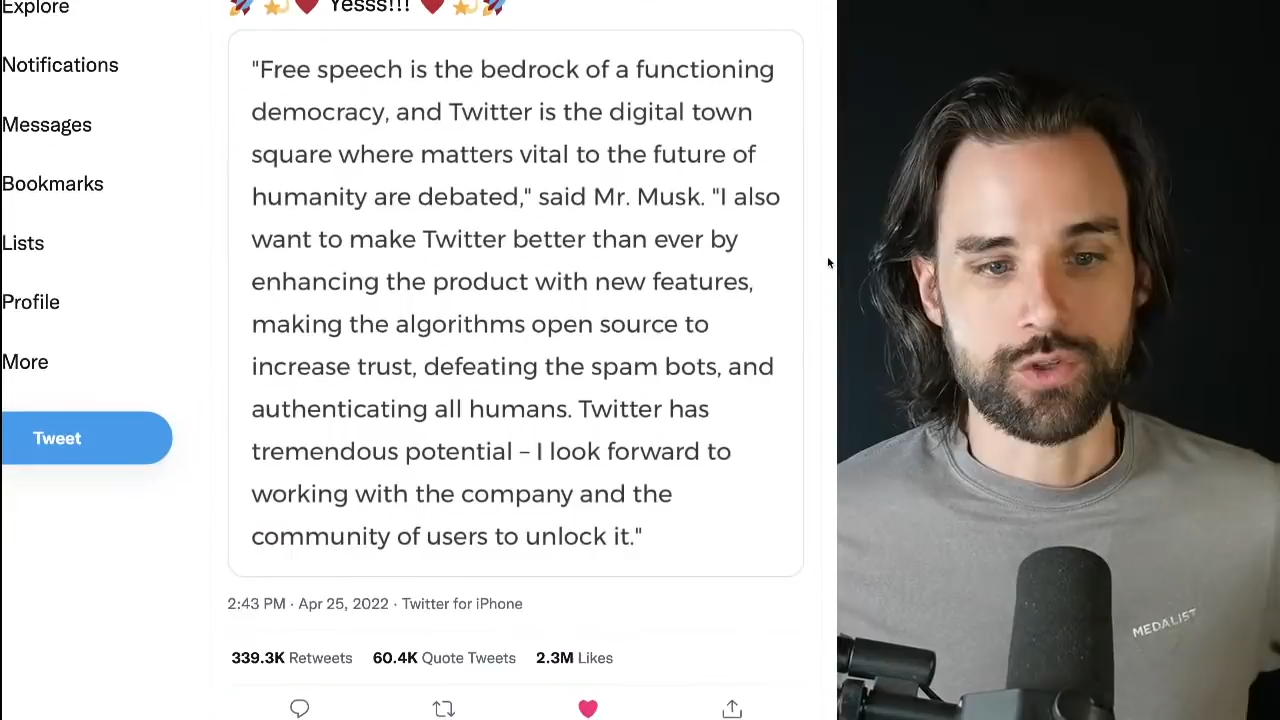 Explore
Notifications
Messages
Bookmarks
Lists
Profile
More
Tweet
🚀 💫 ❤️ Yesss!!! ❤️ 💫 🚀
"Free speech is the bedrock of a functioning
democracy, and Twitter is the digital town
square where matters vital to the future of
humanity are debated," said Mr. Musk. "I also
want to make Twitter better than ever by
enhancing the product with new features,
making the algorithms open source to
increase trust, defeating the spam bots, and
authenticating all humans. Twitter has
tremendous potential – I look forward to
working with the company and the
community of users to unlock it."
2:43 PM · Apr 25, 2022 · Twitter for iPhone
339.3K Retweets 60.4K Quote Tweets 2.3M Likes
MEDALIST